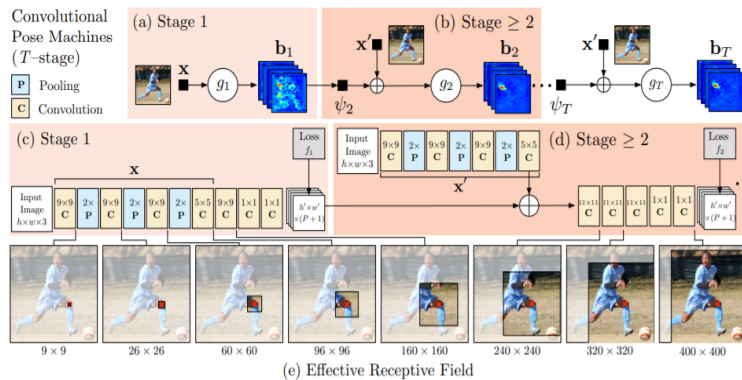 Convolutional
Pose Machines
(T–stage)
P Pooling
C Convolution
(a) Stage 1
x
g₁
b₁
(b) Stage ≥ 2
x′
ψ₂
g₂
b₂
...
x′
ψ_T
g_T
b_T
(c) Stage 1
Loss
f₁
x
Input
Image
h×w×3
9×9
C
2×
P
9×9
C
2×
P
9×9
C
2×
P
5×5
C
9×9
C
1×1
C
1×1
C
h′×w′
×(P+1)
Input
Image
h×w×3
9×9
C
2×
P
9×9
C
2×
P
9×9
C
2×
P
5×5
C
x′
(d) Stage ≥ 2
Loss
f₂
11×11
C
11×11
C
11×11
C
1×1
C
1×1
C
h′×w′
×(P+1)
9 × 9
26 × 26
60 × 60
96 × 96
160 × 160
240 × 240
320 × 320
400 × 400
(e) Effective Receptive Field